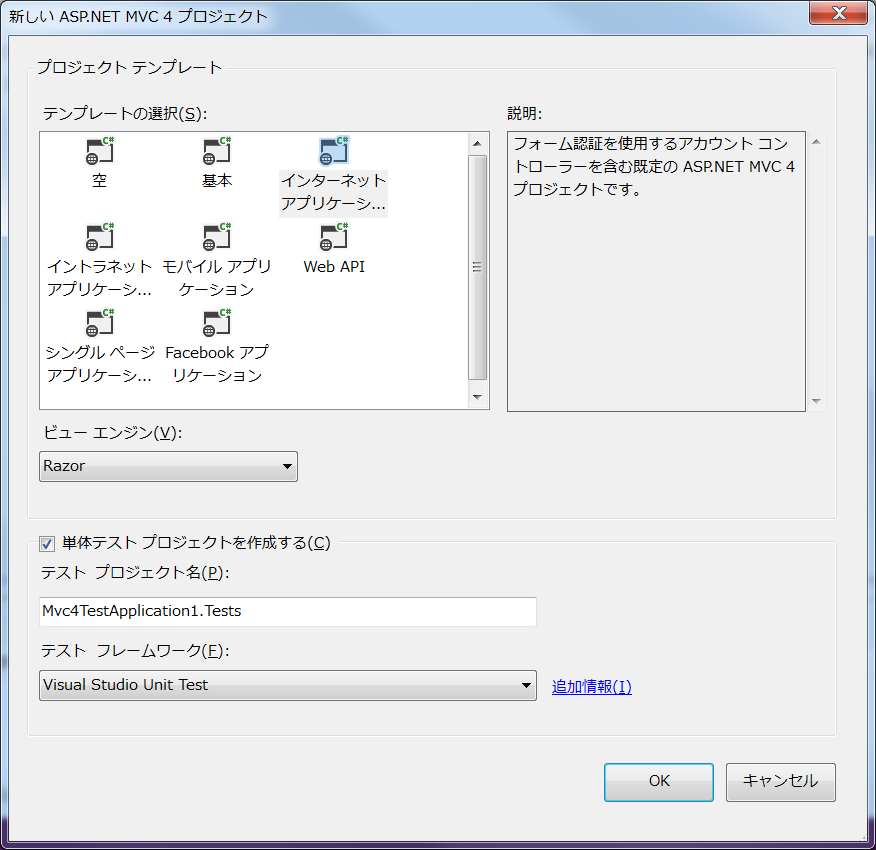 新しい ASP.NET MVC 4 プロジェクト
プロジェクト テンプレート
テンプレートの選択(S):
説明:
C# C# C#
空
基本
インターネット
アプリケーシ...
フォーム認証を使用するアカウント コン
トローラーを含む既定の ASP.NET MVC 4
プロジェクトです。
C# C# C#
イントラネット
アプリケーシ...
モバイル アプリ
ケーション
Web API
C# C#
シングル ページ
アプリケーシ...
Facebook アプ
リケーション
ビュー エンジン(V):
Razor
単体テスト プロジェクトを作成する(C)
テスト プロジェクト名(P):
Mvc4TestApplication1.Tests
テスト フレームワーク(F):
Visual Studio Unit Test
追加情報(I)
OK
キャンセル